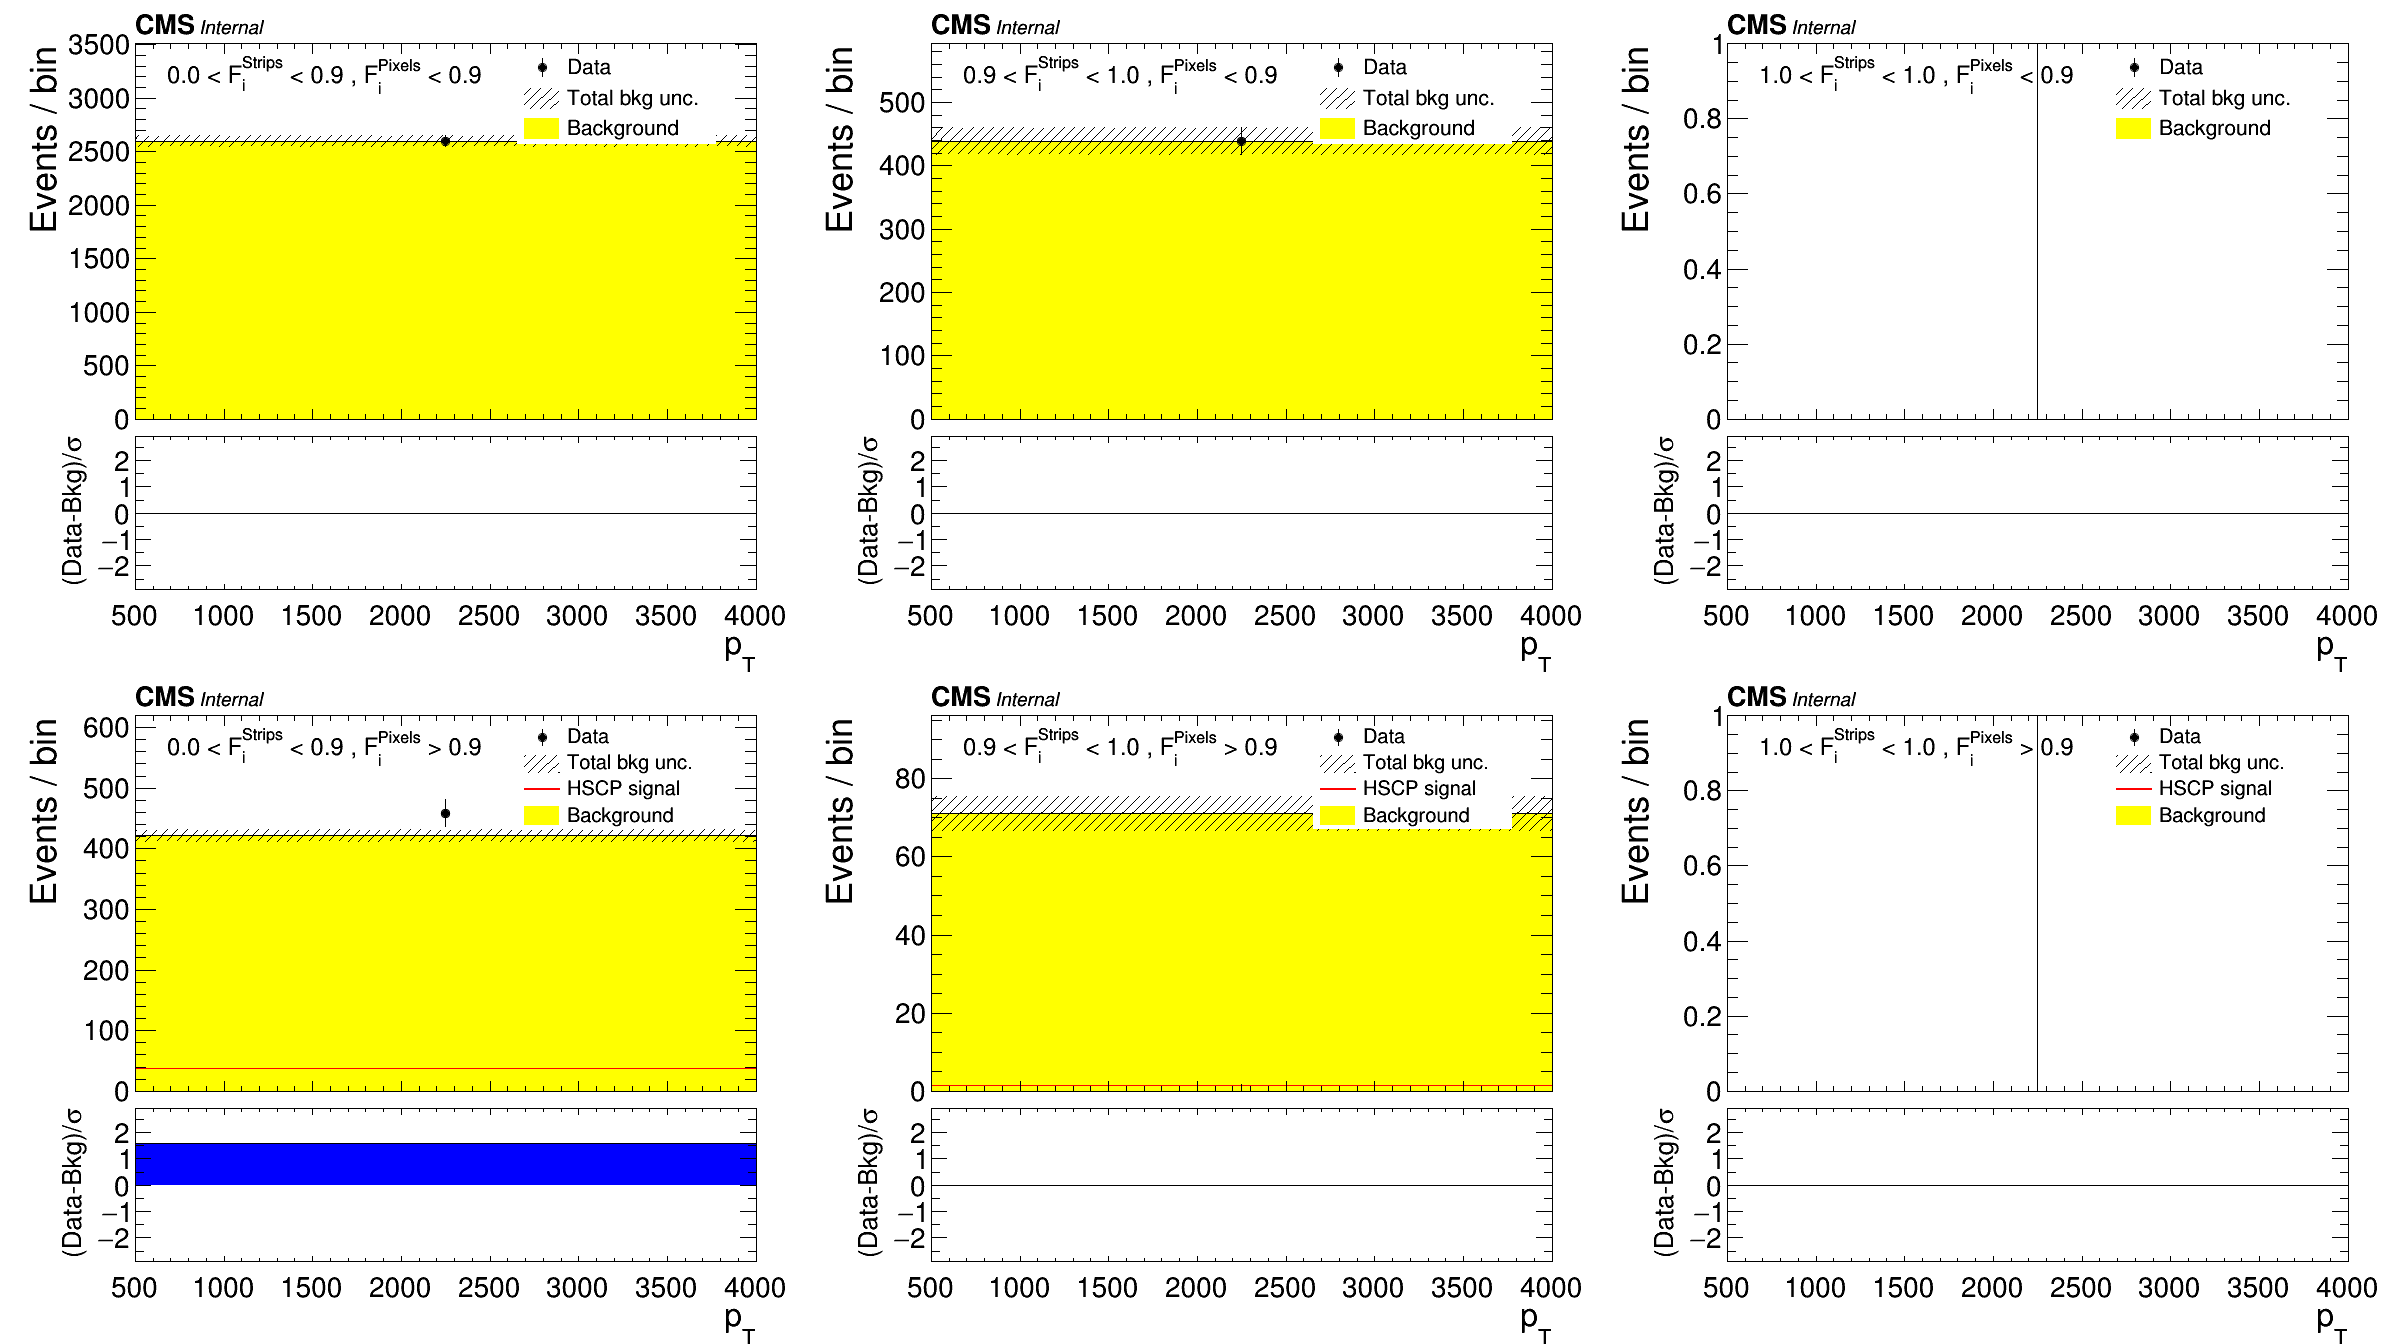 CMS Internal
Events / bin
3500
3000
2500
2000
1500
1000
500
0
0.0 < F_i^Strips < 0.9 , F_i^Pixels < 0.9
Data
Total bkg unc.
Background
(Data-Bkg)/σ
2
1
0
−1
−2
500 1000 1500 2000 2500 3000 3500 4000
p_T
CMS Internal
Events / bin
500
400
300
200
100
0
0.9 < F_i^Strips < 1.0 , F_i^Pixels < 0.9
Data
Total bkg unc.
Background
(Data-Bkg)/σ
2
1
0
−1
−2
500 1000 1500 2000 2500 3000 3500 4000
p_T
CMS Internal
Events / bin
1
0.8
0.6
0.4
0.2
0
1.0 < F_i^Strips < 1.0 , F_i^Pixels < 0.9
Data
Total bkg unc.
Background
(Data-Bkg)/σ
2
1
0
−1
−2
500 1000 1500 2000 2500 3000 3500 4000
p_T
CMS Internal
Events / bin
600
500
400
300
200
100
0
0.0 < F_i^Strips < 0.9 , F_i^Pixels > 0.9
Data
Total bkg unc.
HSCP signal
Background
(Data-Bkg)/σ
2
1
0
−1
−2
500 1000 1500 2000 2500 3000 3500 4000
p_T
CMS Internal
Events / bin
80
60
40
20
0
0.9 < F_i^Strips < 1.0 , F_i^Pixels > 0.9
Data
Total bkg unc.
HSCP signal
Background
(Data-Bkg)/σ
2
1
0
−1
−2
500 1000 1500 2000 2500 3000 3500 4000
p_T
CMS Internal
Events / bin
1
0.8
0.6
0.4
0.2
0
1.0 < F_i^Strips < 1.0 , F_i^Pixels > 0.9
Data
Total bkg unc.
HSCP signal
Background
(Data-Bkg)/σ
2
1
0
−1
−2
500 1000 1500 2000 2500 3000 3500 4000
p_T